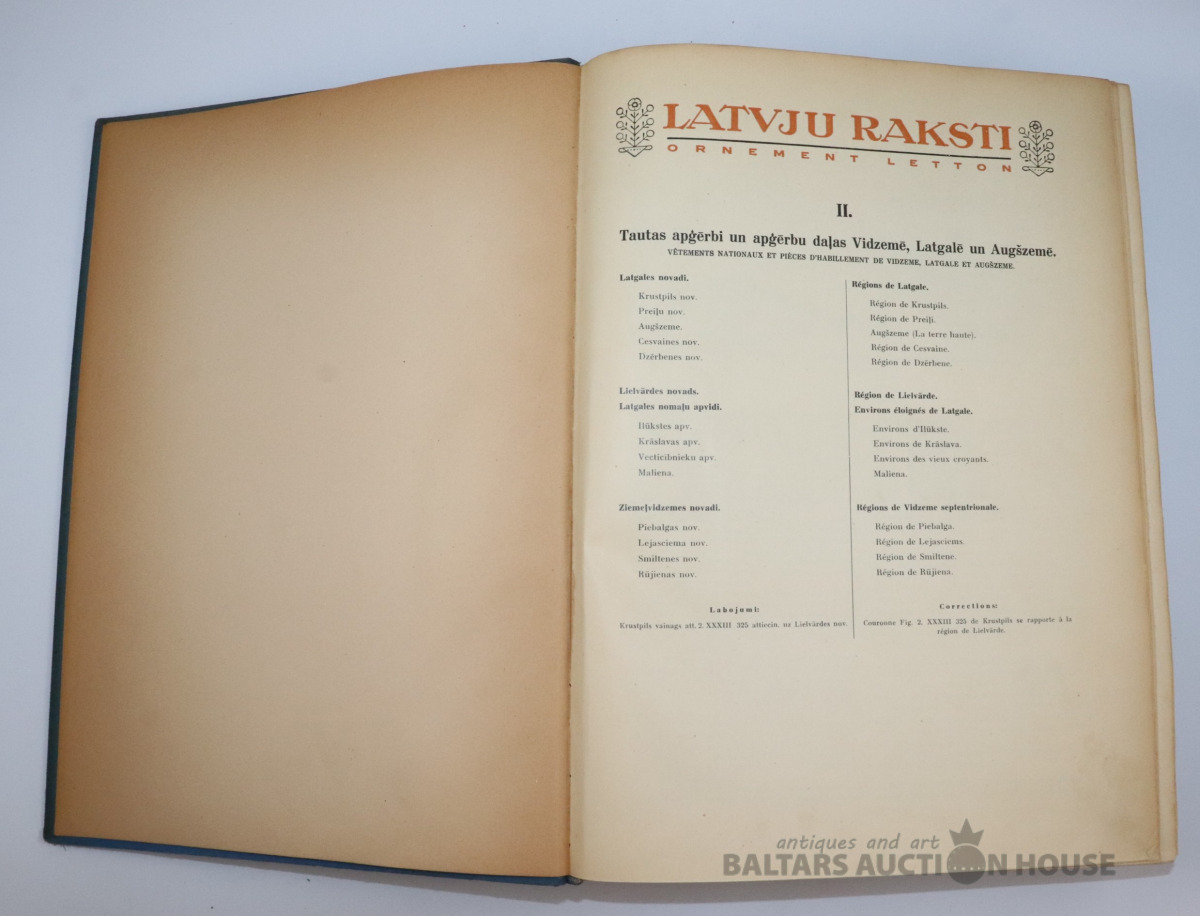 LATVJU RAKSTI
ORNEMENT LETTON
II.
Tautas apģērbi un apģērbu daļas Vidzemē, Latgalē un Augšzemē.
VÊTEMENTS NATIONAUX ET PIÈCES D'HABILLEMENT DE VIDZEME, LATGALE ET AUGŠZEME.
Latgales novadi.
Krustpils nov.
Preiļu nov.
Augšzeme.
Cesvaines nov.
Dzērbenes nov.
Lielvārdes novads.
Latgales nomaļu apvidi.
Ilūkstes apv.
Krāslavas apv.
Vecticibnieku apv.
Maliena.
Ziemeļvidzemes novadi.
Piebalgas nov.
Lejasciema nov.
Smiltenes nov.
Rūjienas nov.
Labojumi:
Krustpils vainags att. 2. XXXIII 325 attiecin. uz Lielvārdes nov.
Régions de Latgale.
Région de Krustpils.
Région de Preiļi.
Augšzeme (La terre haute).
Région de Cesvaine.
Région de Dzērbene.
Région de Lielvārde.
Environs éloignés de Latgale.
Environs d'Ilūkste.
Environs de Krāslava.
Environs des vieux croyants.
Maliena.
Régions de Vidzeme septentrionale.
Région de Piebalga.
Région de Lejasciems.
Région de Smiltene.
Région de Rūjiena.
Corrections:
Couronne Fig. 2. XXXIII 325 de Krustpils se rapporte à la
région de Lielvārde.
antiques and art
BALTARS AUCTION HOUSE